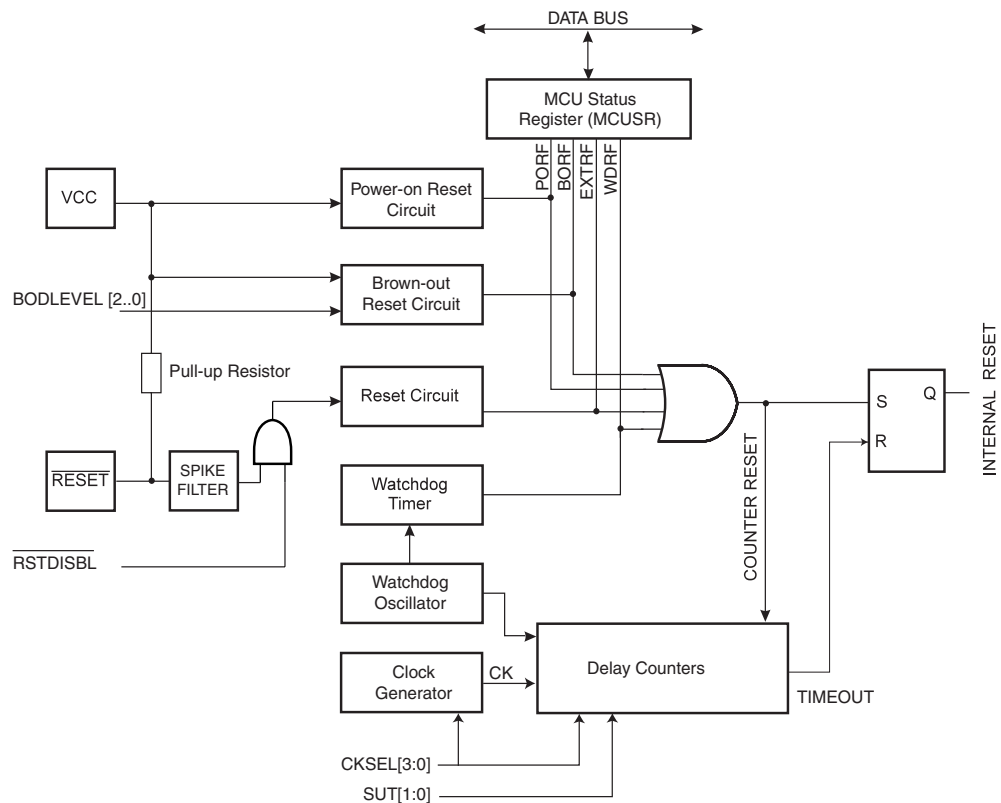 DATA BUS
MCU Status
Register (MCUSR)
PORF
BORF
EXTRF
WDRF
VCC
Power-on Reset
Circuit
BODLEVEL [2..0]
Brown-out
Reset Circuit
Pull-up Resistor
Reset Circuit
S
Q
R
INTERNAL RESET
RESET
SPIKE
FILTER
Watchdog
Timer
COUNTER RESET
RSTDISBL
Watchdog
Oscillator
Clock
Generator
CK
Delay Counters
TIMEOUT
CKSEL[3:0]
SUT[1:0]